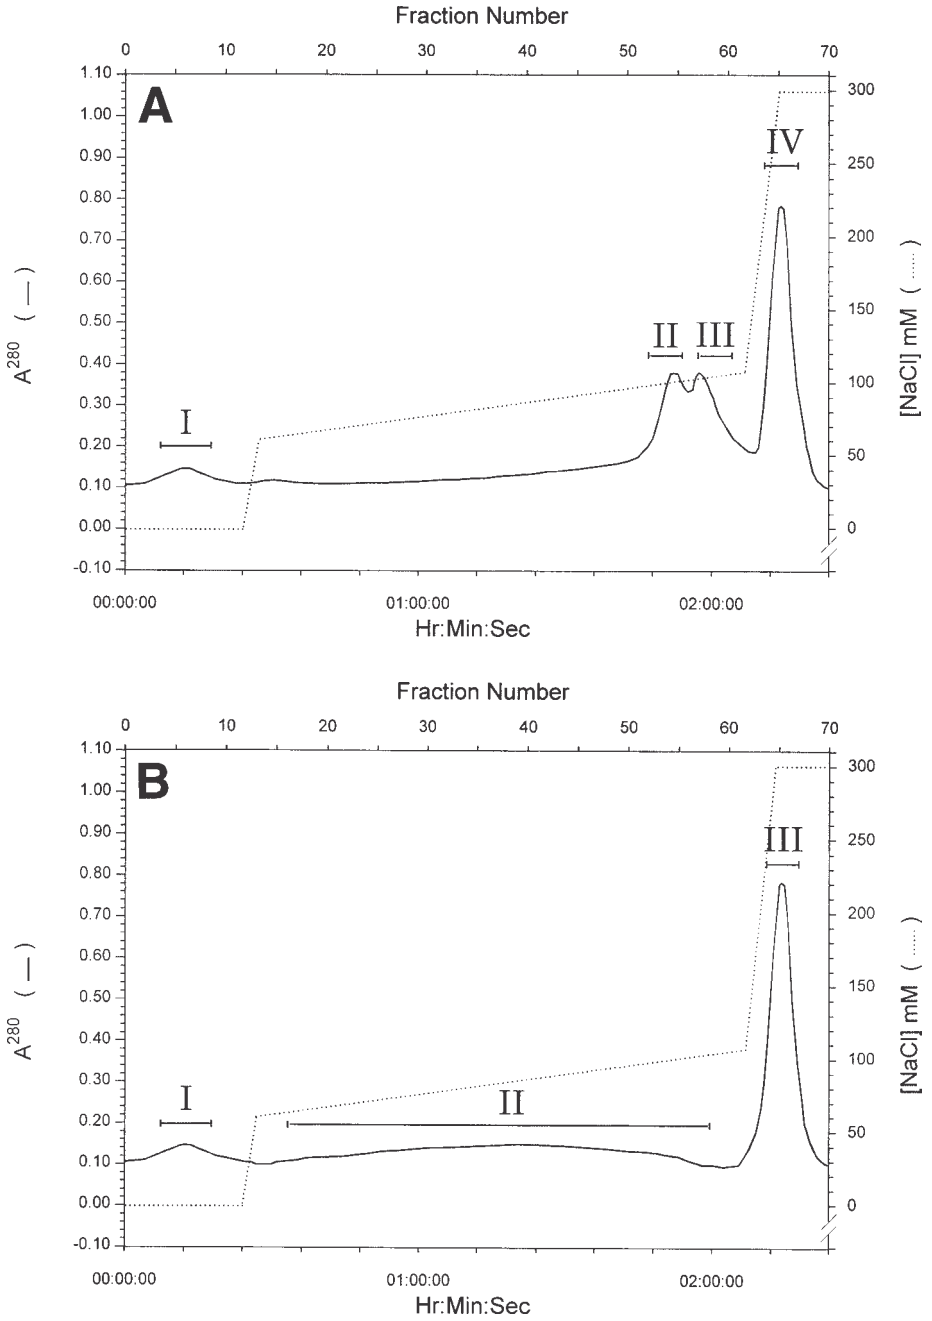 Fraction Number
0 10 20 30 40 50 60 70
A
1.10
1.00
0.90
0.80
0.70
0.60
0.50
0.40
0.30
0.20
0.10
0.00
-0.10
A280 ( — )
I
II
III
IV
300
250
200
150
100
50
0
[NaCl] mM ( ..... )
00:00:00 01:00:00 02:00:00
Hr:Min:Sec
Fraction Number
0 10 20 30 40 50 60 70
B
1.10
1.00
0.90
0.80
0.70
0.60
0.50
0.40
0.30
0.20
0.10
0.00
-0.10
A280 ( — )
I
II
III
300
250
200
150
100
50
0
[NaCl] mM ( ..... )
00:00:00 01:00:00 02:00:00
Hr:Min:Sec